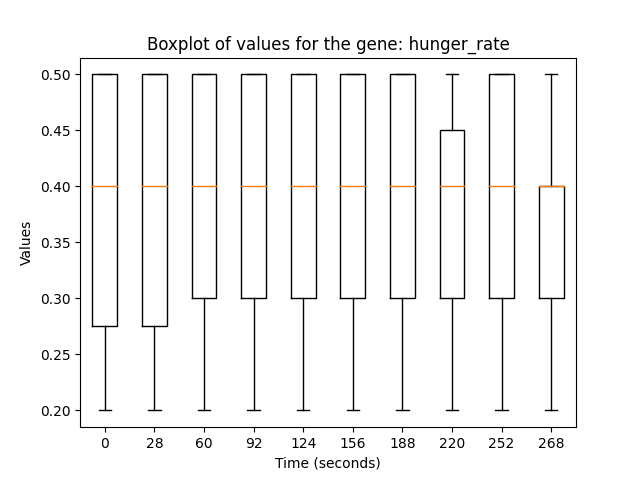 Boxplot of values for the gene: hunger_rate
0.50
0.45
0.40
0.35
0.30
0.25
0.20
Values
0 28 60 92 124 156 188 220 252 268
Time (seconds)